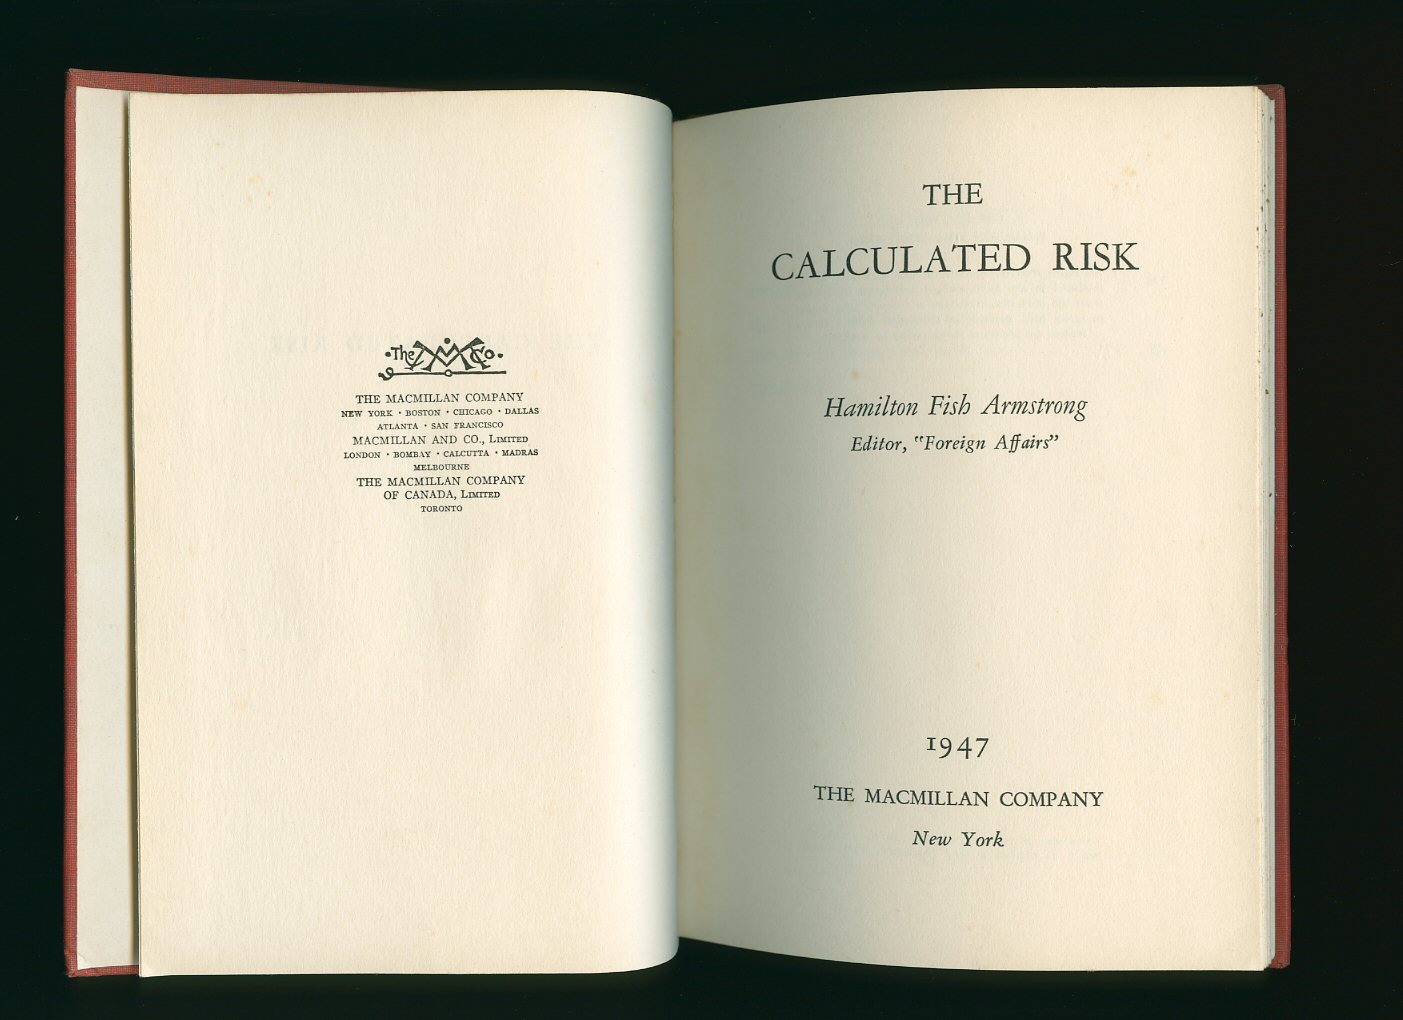 The M Co.
THE MACMILLAN COMPANY
NEW YORK · BOSTON · CHICAGO · DALLAS
ATLANTA · SAN FRANCISCO
MACMILLAN AND CO., LIMITED
LONDON · BOMBAY · CALCUTTA · MADRAS
MELBOURNE
THE MACMILLAN COMPANY
OF CANADA, LIMITED
TORONTO
THE
CALCULATED RISK
Hamilton Fish Armstrong
Editor, "Foreign Affairs"
1947
THE MACMILLAN COMPANY
New York